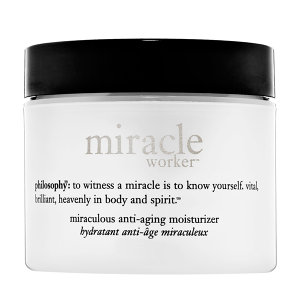 miracle
worker™
philosophy®: to witness a miracle is to know yourself. vital,
brilliant, heavenly in body and spirit.℠
miraculous anti-aging moisturizer
hydratant anti-âge miraculeux